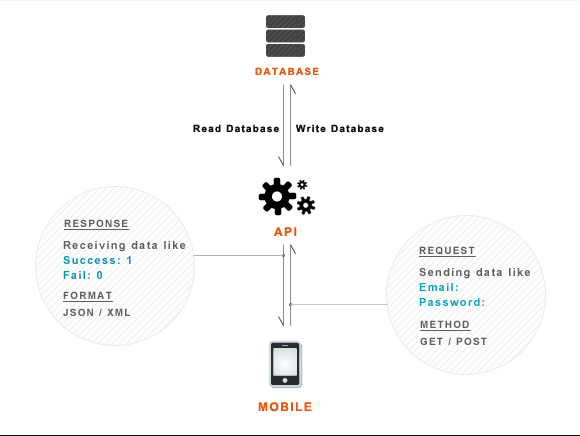 DATABASE
Read Database
Write Database
API
RESPONSE
Receiving data like
Success: 1
Fail: 0
FORMAT
JSON / XML
REQUEST
Sending data like
Email:
Password:
METHOD
GET / POST
MOBILE